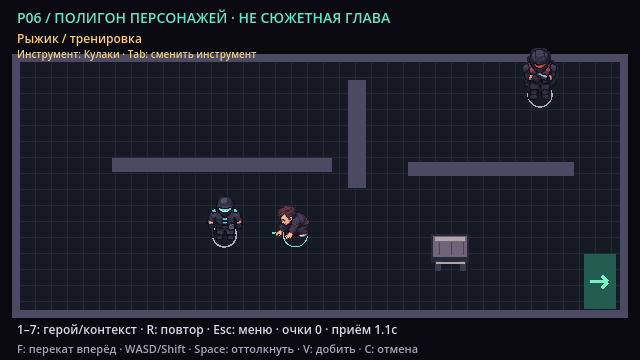 P06 / ПОЛИГОН ПЕРСОНАЖЕЙ · НЕ СЮЖЕТНАЯ ГЛАВА
Рыжик / тренировка
Инструмент: Кулаки · Tab: сменить инструмент
1–7: герой/контекст · R: повтор · Esc: меню · очки 0 · приём 1.1с
F: перекат вперёд · WASD/Shift · Space: оттолкнуть · V: добить · C: отмена